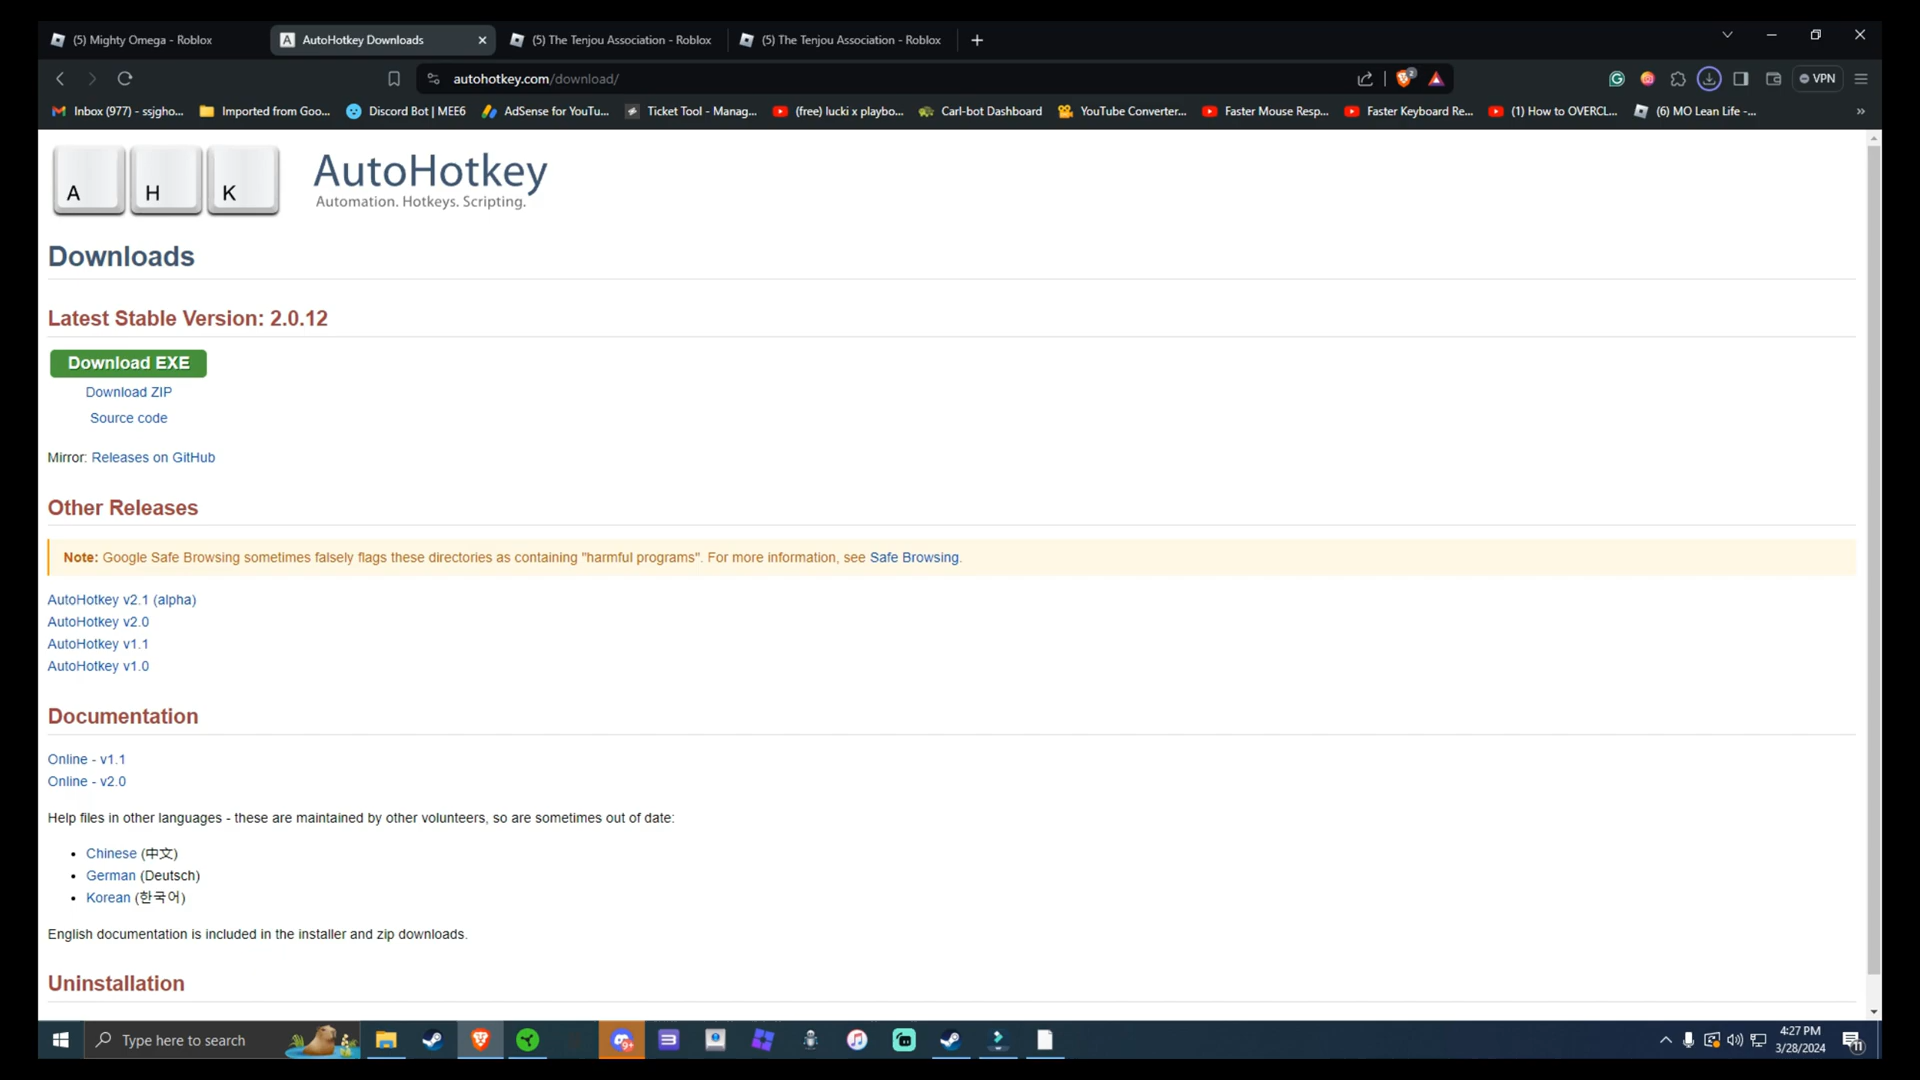 (5) Mighty Omega - Roblox
AutoHotkey Downloads
(5) The Tenjou Association - Roblox
(5) The Tenjou Association - Roblox
autohotkey.com/download/
2
VPN
Inbox (977) - ssjgho...
Imported from Goo...
Discord Bot | MEE6
AdSense for YouTu...
Ticket Tool - Manag...
(free) lucki x playbo...
Carl-bot Dashboard
YouTube Converter...
Faster Mouse Resp...
Faster Keyboard Re...
(1) How to OVERCL...
(6) MO Lean Life -...
A H K
AutoHotkey
Automation. Hotkeys. Scripting.
Downloads
Latest Stable Version: 2.0.12
Download EXE
Download ZIP
Source code
Mirror: Releases on GitHub
Other Releases
Note: Google Safe Browsing sometimes falsely flags these directories as containing "harmful programs". For more information, see Safe Browsing.
AutoHotkey v2.1 (alpha)
AutoHotkey v2.0
AutoHotkey v1.1
AutoHotkey v1.0
Documentation
Online - v1.1
Online - v2.0
Help files in other languages - these are maintained by other volunteers, so are sometimes out of date:
• Chinese (中文)
• German (Deutsch)
• Korean (한국어)
English documentation is included in the installer and zip downloads.
Uninstallation
Type here to search
9+
4:27 PM
3/28/2024
11